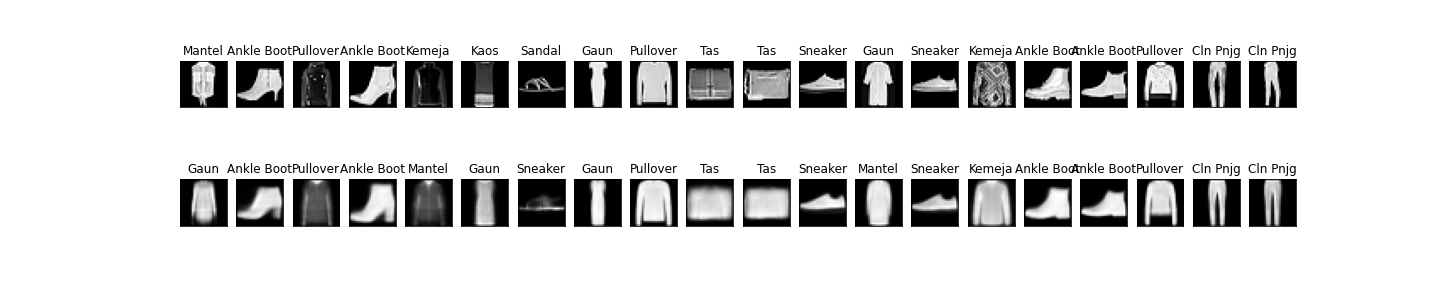 Mantel Ankle Boot Pullover Ankle Boot Kemeja Kaos Sandal Gaun Pullover Tas Tas Sneaker Gaun Sneaker Kemeja Ankle Boot Ankle Boot Pullover Cln Pnjg Cln Pnjg
Gaun Ankle Boot Pullover Ankle Boot Mantel Gaun Sneaker Gaun Pullover Tas Tas Sneaker Mantel Sneaker Kemeja Ankle Boot Ankle Boot Pullover Cln Pnjg Cln Pnjg